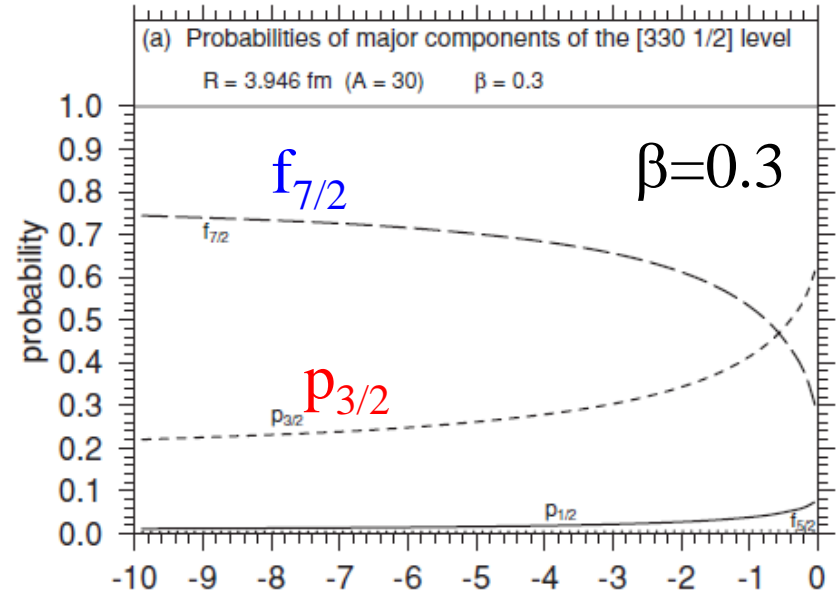 (a) Probabilities of major components of the [330 1/2] level
R = 3.946 fm (A = 30) β = 0.3
1.0
0.9
0.8
0.7
0.6
0.5
0.4
0.3
0.2
0.1
0.0
probability
f7/2
β=0.3
f7/2
p3/2
p3/2
p1/2
f5/2
-10 -9 -8 -7 -6 -5 -4 -3 -2 -1 0